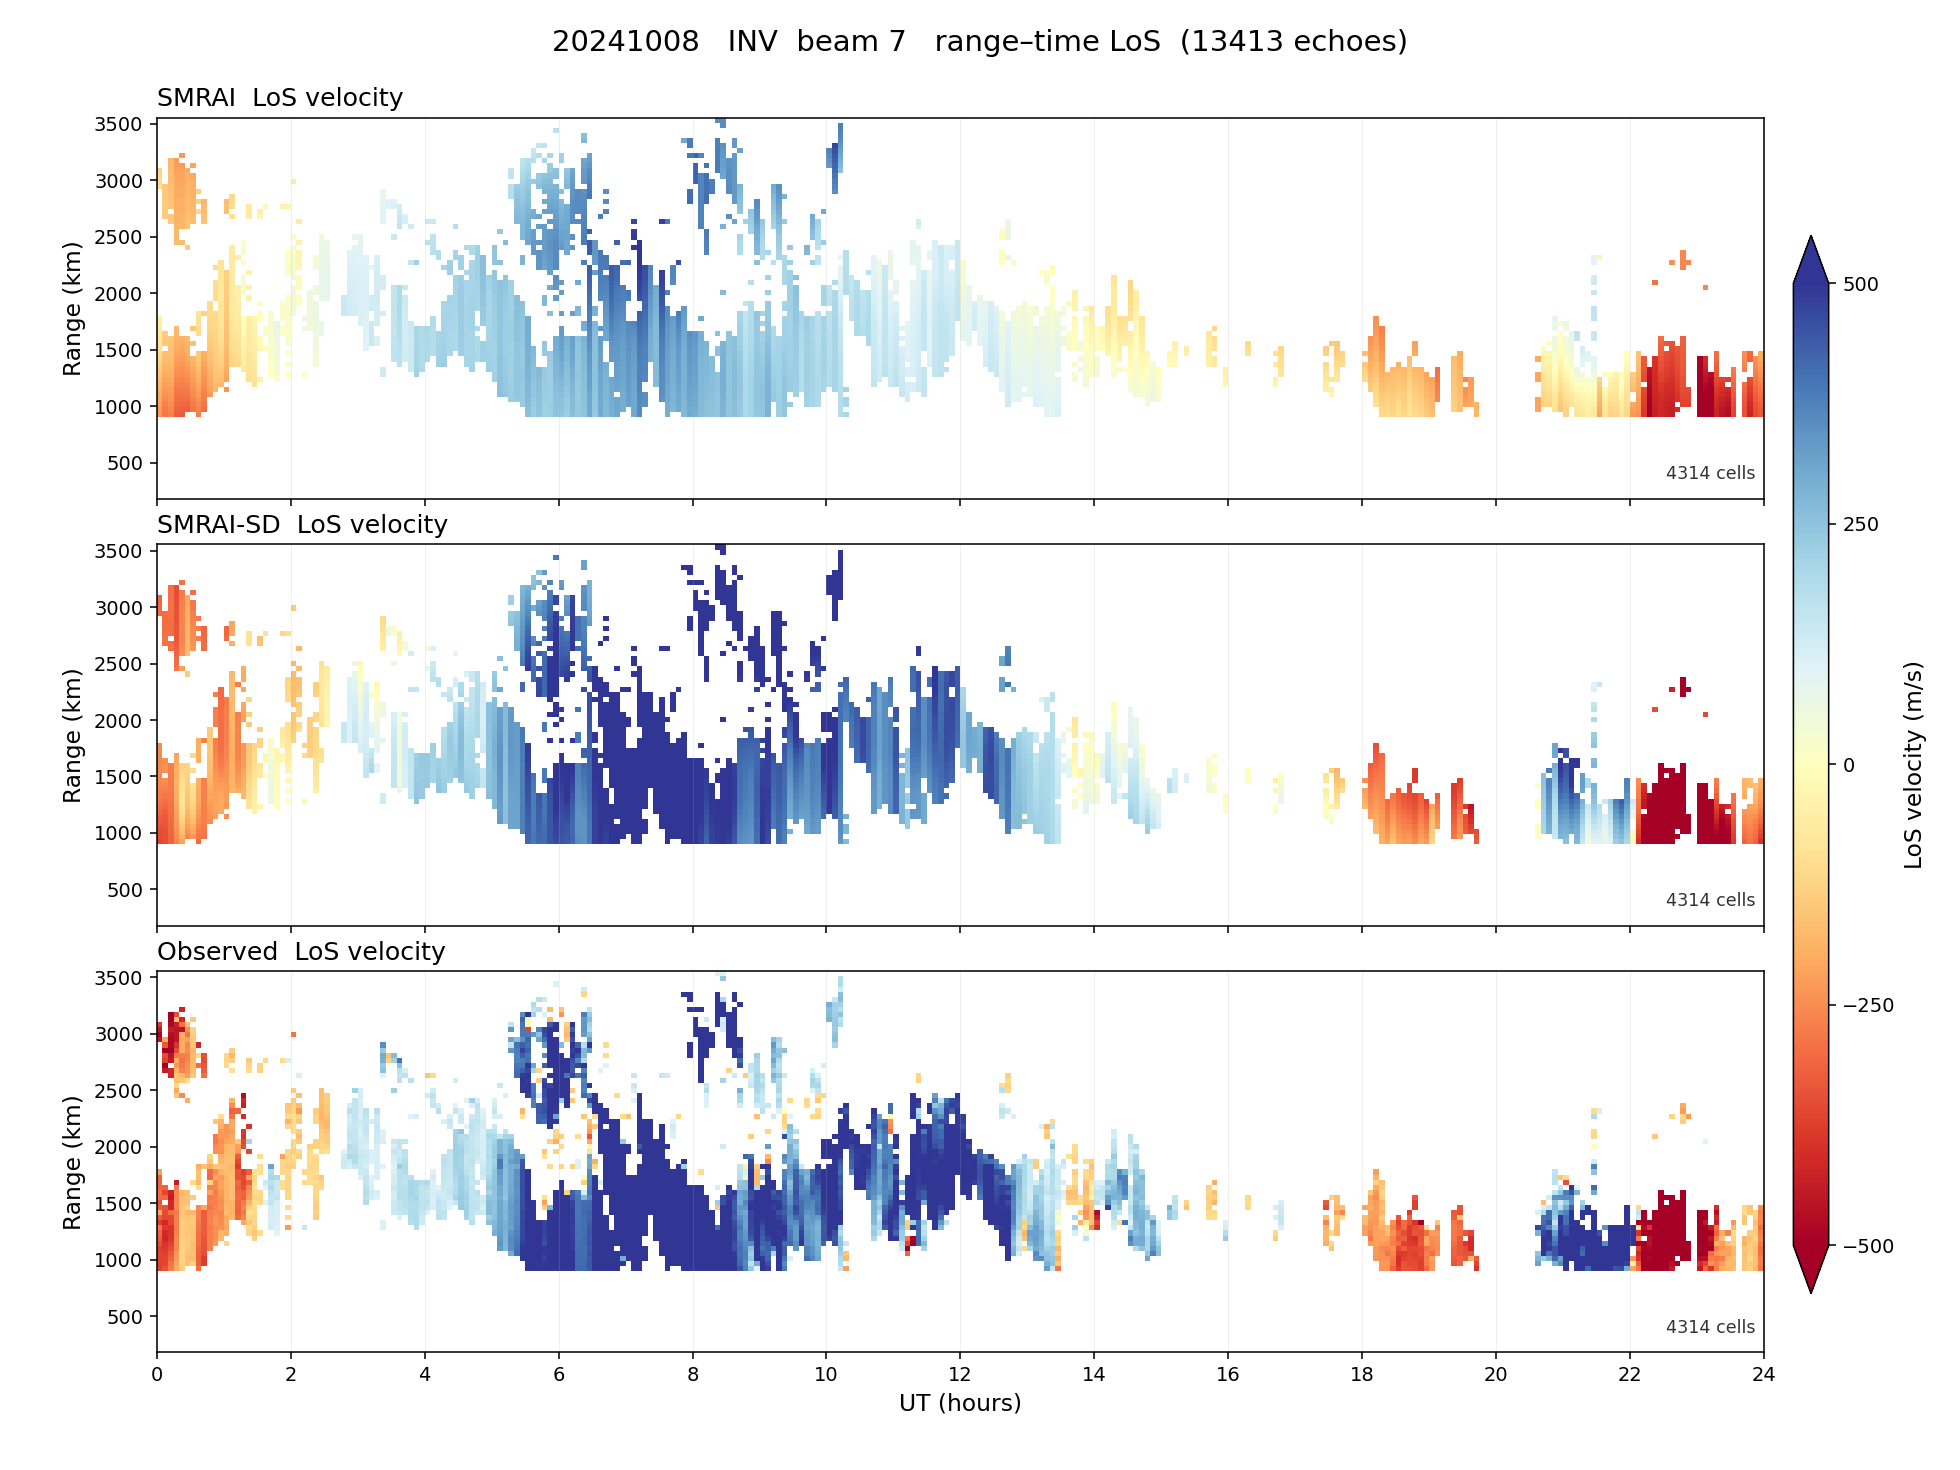 20241008   INV  beam 7   range–time LoS  (13413 echoes)
SMRAI  LoS velocity
3500
3000
2500
2000
1500
1000
500
Range (km)
4314 cells
SMRAI-SD  LoS velocity
3500
3000
2500
2000
1500
1000
500
Range (km)
4314 cells
Observed  LoS velocity
3500
3000
2500
2000
1500
1000
500
Range (km)
4314 cells
0 2 4 6 8 10 12 14 16 18 20 22 24
UT (hours)
500
250
0
−250
−500
LoS velocity (m/s)